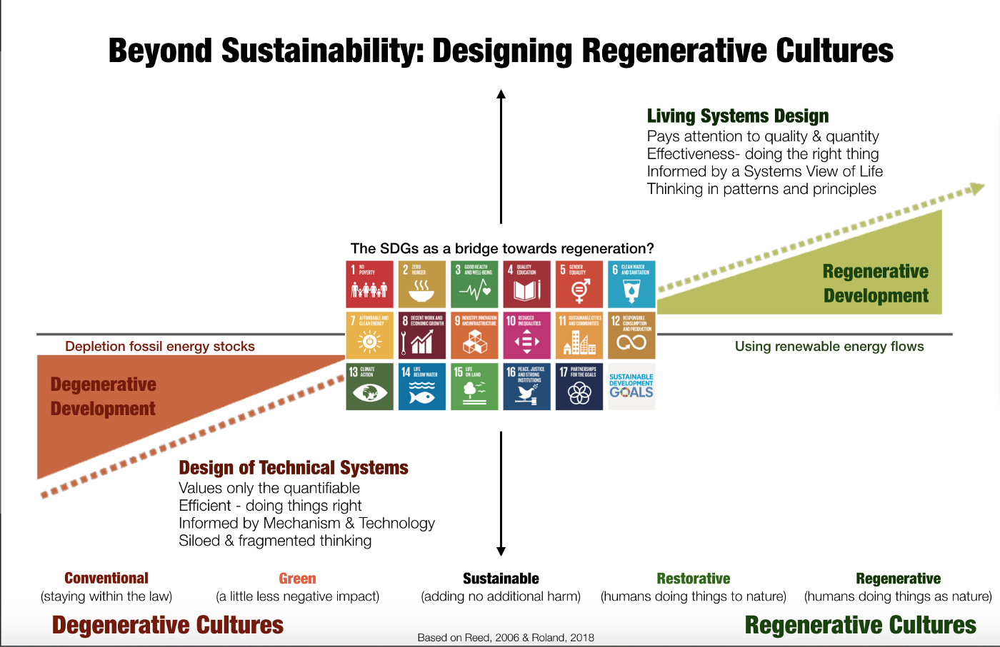 Beyond Sustainability: Designing Regenerative Cultures
Living Systems Design
Pays attention to quality & quantity
Effectiveness- doing the right thing
Informed by a Systems View of Life
Thinking in patterns and principles
The SDGs as a bridge towards regeneration?
1 NO
POVERTY
2 ZERO
HUNGER
3 GOOD HEALTH
AND WELL-BEING
4 QUALITY
EDUCATION
5 GENDER
EQUALITY
6 CLEAN WATER
AND SANITATION
7 AFFORDABLE AND
CLEAN ENERGY
8 DECENT WORK AND
ECONOMIC GROWTH
9 INDUSTRY, INNOVATION
AND INFRASTRUCTURE
10 REDUCED
INEQUALITIES
11 SUSTAINABLE CITIES
AND COMMUNITIES
12 RESPONSIBLE
CONSUMPTION
AND PRODUCTION
13 CLIMATE
ACTION
14 LIFE
BELOW WATER
15 LIFE
ON LAND
16 PEACE, JUSTICE
AND STRONG
INSTITUTIONS
17 PARTNERSHIPS
FOR THE GOALS
SUSTAINABLE
DEVELOPMENT
GOALS
Regenerative
Development
Depletion fossil energy stocks
Using renewable energy flows
Degenerative
Development
Design of Technical Systems
Values only the quantifiable
Efficient - doing things right
Informed by Mechanism & Technology
Siloed & fragmented thinking
Conventional
(staying within the law)
Green
(a little less negative impact)
Sustainable
(adding no additional harm)
Restorative
(humans doing things to nature)
Regenerative
(humans doing things as nature)
Degenerative Cultures
Regenerative Cultures
Based on Reed, 2006 & Roland, 2018